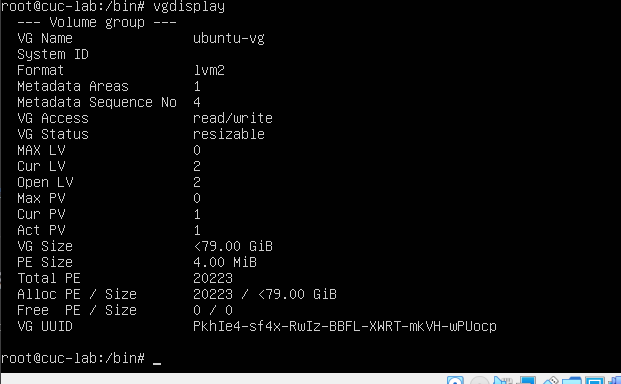 root@cuc-lab:/bin# vgdisplay
--- Volume group ---
VG Name ubuntu-vg
System ID
Format lvm2
Metadata Areas 1
Metadata Sequence No 4
VG Access read/write
VG Status resizable
MAX LV 0
Cur LV 2
Open LV 2
Max PV 0
Cur PV 1
Act PV 1
VG Size <79.00 GiB
PE Size 4.00 MiB
Total PE 20223
Alloc PE / Size 20223 / <79.00 GiB
Free PE / Size 0 / 0
VG UUID PkhIe4-sf4x-RwIz-BBFL-XWRT-mkVH-wPUocp
root@cuc-lab:/bin# _